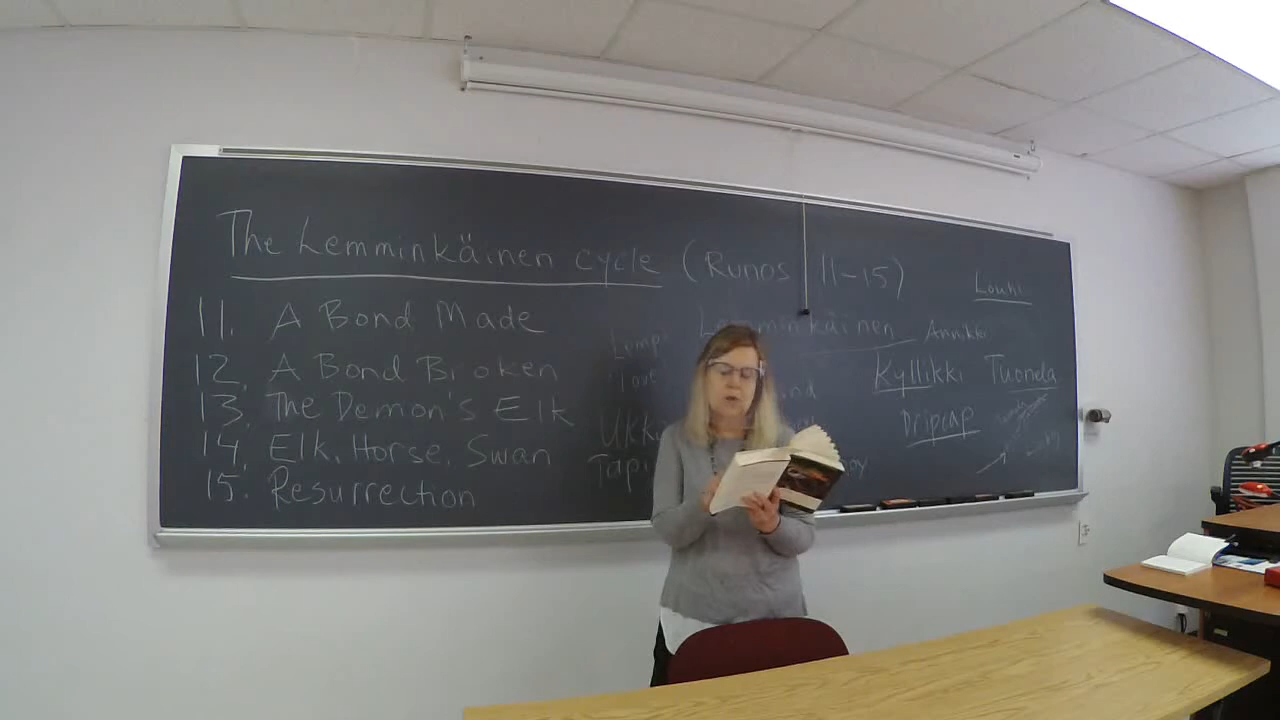 The Lemminkäinen cycle (Runos 11-15)
11. A Bond Made
12. A Bond Broken
13. The Demon's Elk
14. Elk, Horse, Swan
15. Resurrection
Louhi
Lemminkäinen
Annikki
Kyllikki
Tuonela
Dripcap